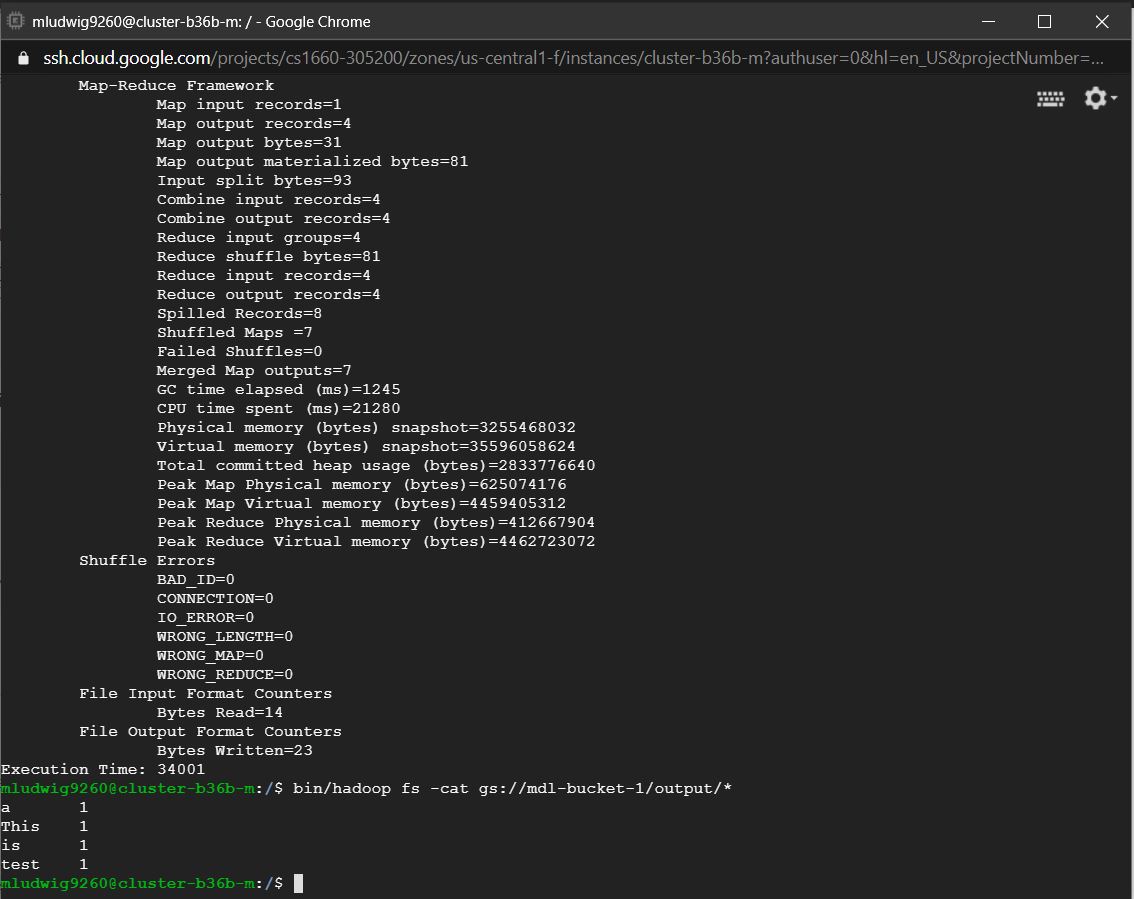 mludwig9260@cluster-b36b-m: / - Google Chrome
ssh.cloud.google.com/projects/cs1660-305200/zones/us-central1-f/instances/cluster-b36b-m?authuser=0&hl=en_US&projectNumber=...
Map-Reduce Framework
Map input records=1
Map output records=4
Map output bytes=31
Map output materialized bytes=81
Input split bytes=93
Combine input records=4
Combine output records=4
Reduce input groups=4
Reduce shuffle bytes=81
Reduce input records=4
Reduce output records=4
Spilled Records=8
Shuffled Maps =7
Failed Shuffles=0
Merged Map outputs=7
GC time elapsed (ms)=1245
CPU time spent (ms)=21280
Physical memory (bytes) snapshot=3255468032
Virtual memory (bytes) snapshot=35596058624
Total committed heap usage (bytes)=2833776640
Peak Map Physical memory (bytes)=625074176
Peak Map Virtual memory (bytes)=4459405312
Peak Reduce Physical memory (bytes)=412667904
Peak Reduce Virtual memory (bytes)=4462723072
Shuffle Errors
BAD_ID=0
CONNECTION=0
IO_ERROR=0
WRONG_LENGTH=0
WRONG_MAP=0
WRONG_REDUCE=0
File Input Format Counters
Bytes Read=14
File Output Format Counters
Bytes Written=23
Execution Time: 34001
mludwig9260@cluster-b36b-m:/$ bin/hadoop fs -cat gs://mdl-bucket-1/output/*
a 1
This 1
is 1
test 1
mludwig9260@cluster-b36b-m:/$